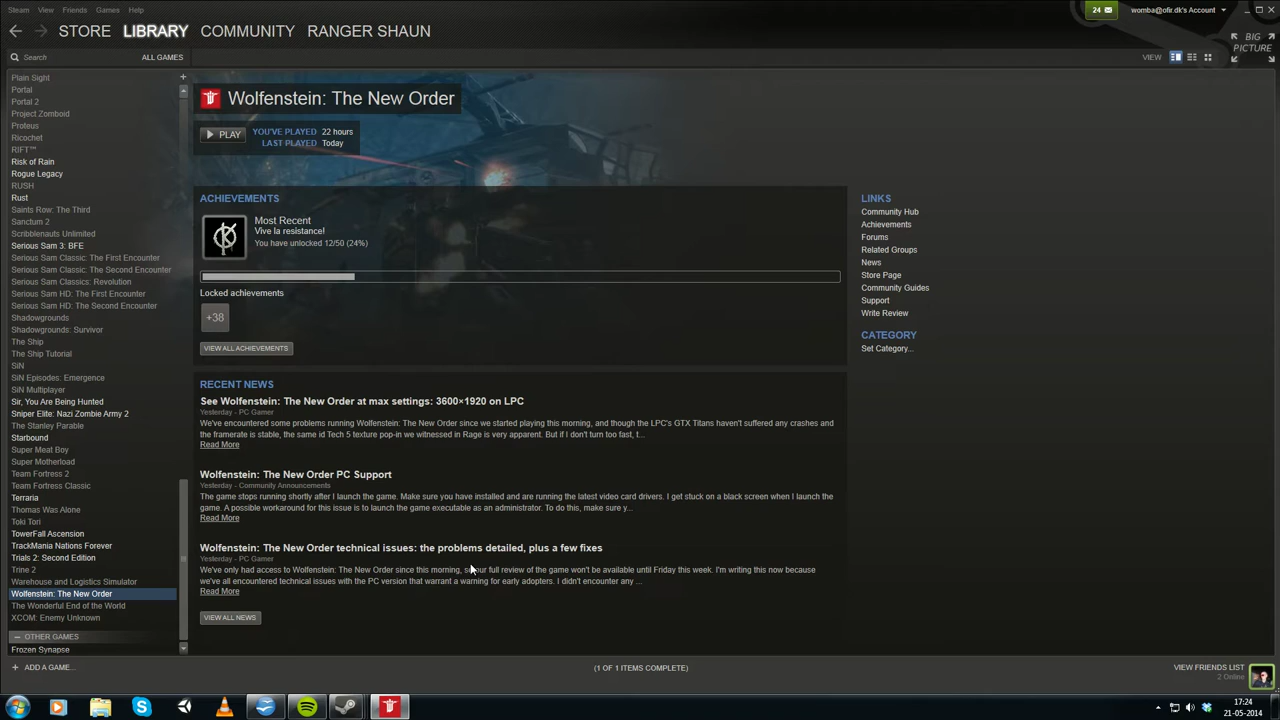 Steam View Friends Games Help
24
womba@ofir.dk's Account
STORE LIBRARY COMMUNITY RANGER SHAUN
BIG PICTURE
Search ALL GAMES
VIEW
Plain Sight
Portal
Portal 2
Project Zomboid
Proteus
Ricochet
RIFT™
Risk of Rain
Rogue Legacy
RUSH
Rust
Saints Row: The Third
Sanctum 2
Scribblenauts Unlimited
Serious Sam 3: BFE
Serious Sam Classic: The First Encounter
Serious Sam Classic: The Second Encounter
Serious Sam Classics: Revolution
Serious Sam HD: The First Encounter
Serious Sam HD: The Second Encounter
Shadowgrounds
Shadowgrounds: Survivor
The Ship
The Ship Tutorial
SiN
SiN Episodes: Emergence
SiN Multiplayer
Sir, You Are Being Hunted
Sniper Elite: Nazi Zombie Army 2
The Stanley Parable
Starbound
Super Meat Boy
Super Motherload
Team Fortress 2
Team Fortress Classic
Terraria
Thomas Was Alone
Toki Tori
TowerFall Ascension
TrackMania Nations Forever
Trials 2: Second Edition
Trine 2
Warehouse and Logistics Simulator
Wolfenstein: The New Order
The Wonderful End of the World
XCOM: Enemy Unknown
– OTHER GAMES
Frozen Synapse
+ ADD A GAME...
Wolfenstein: The New Order
PLAY
YOU'VE PLAYED 22 hours
LAST PLAYED Today
ACHIEVEMENTS
Most Recent
Vive la resistance!
You have unlocked 12/50 (24%)
Locked achievements
+38
VIEW ALL ACHIEVEMENTS
RECENT NEWS
See Wolfenstein: The New Order at max settings: 3600×1920 on LPC
Yesterday - PC Gamer
We've encountered some problems running Wolfenstein: The New Order since we started playing this morning, and though the LPC's GTX Titans haven't suffered any crashes and
the framerate is stable, the same id Tech 5 texture pop-in we witnessed in Rage is very apparent. But if I don't turn too fast, t...
Read More
Wolfenstein: The New Order PC Support
Yesterday - Community Announcements
The game stops running shortly after I launch the game. Make sure you have installed and are running the latest video card drivers. I get stuck on a black screen when I launch the
game. A possible workaround for this issue is to launch the game executable as an administrator. To do this, make sure y...
Read More
Wolfenstein: The New Order technical issues: the problems detailed, plus a few fixes
Yesterday - PC Gamer
We've only had access to Wolfenstein: The New Order since this morning, so our full review of the game won't be available until Friday this week. I'm writing this now because
we've all encountered technical issues with the PC version that warrant a warning for early adopters. I didn't encounter any ...
Read More
VIEW ALL NEWS
LINKS
Community Hub
Achievements
Forums
Related Groups
News
Store Page
Community Guides
Support
Write Review
CATEGORY
Set Category...
(1 OF 1 ITEMS COMPLETE)
VIEW FRIENDS LIST
2 Online
17:24
21-05-2014